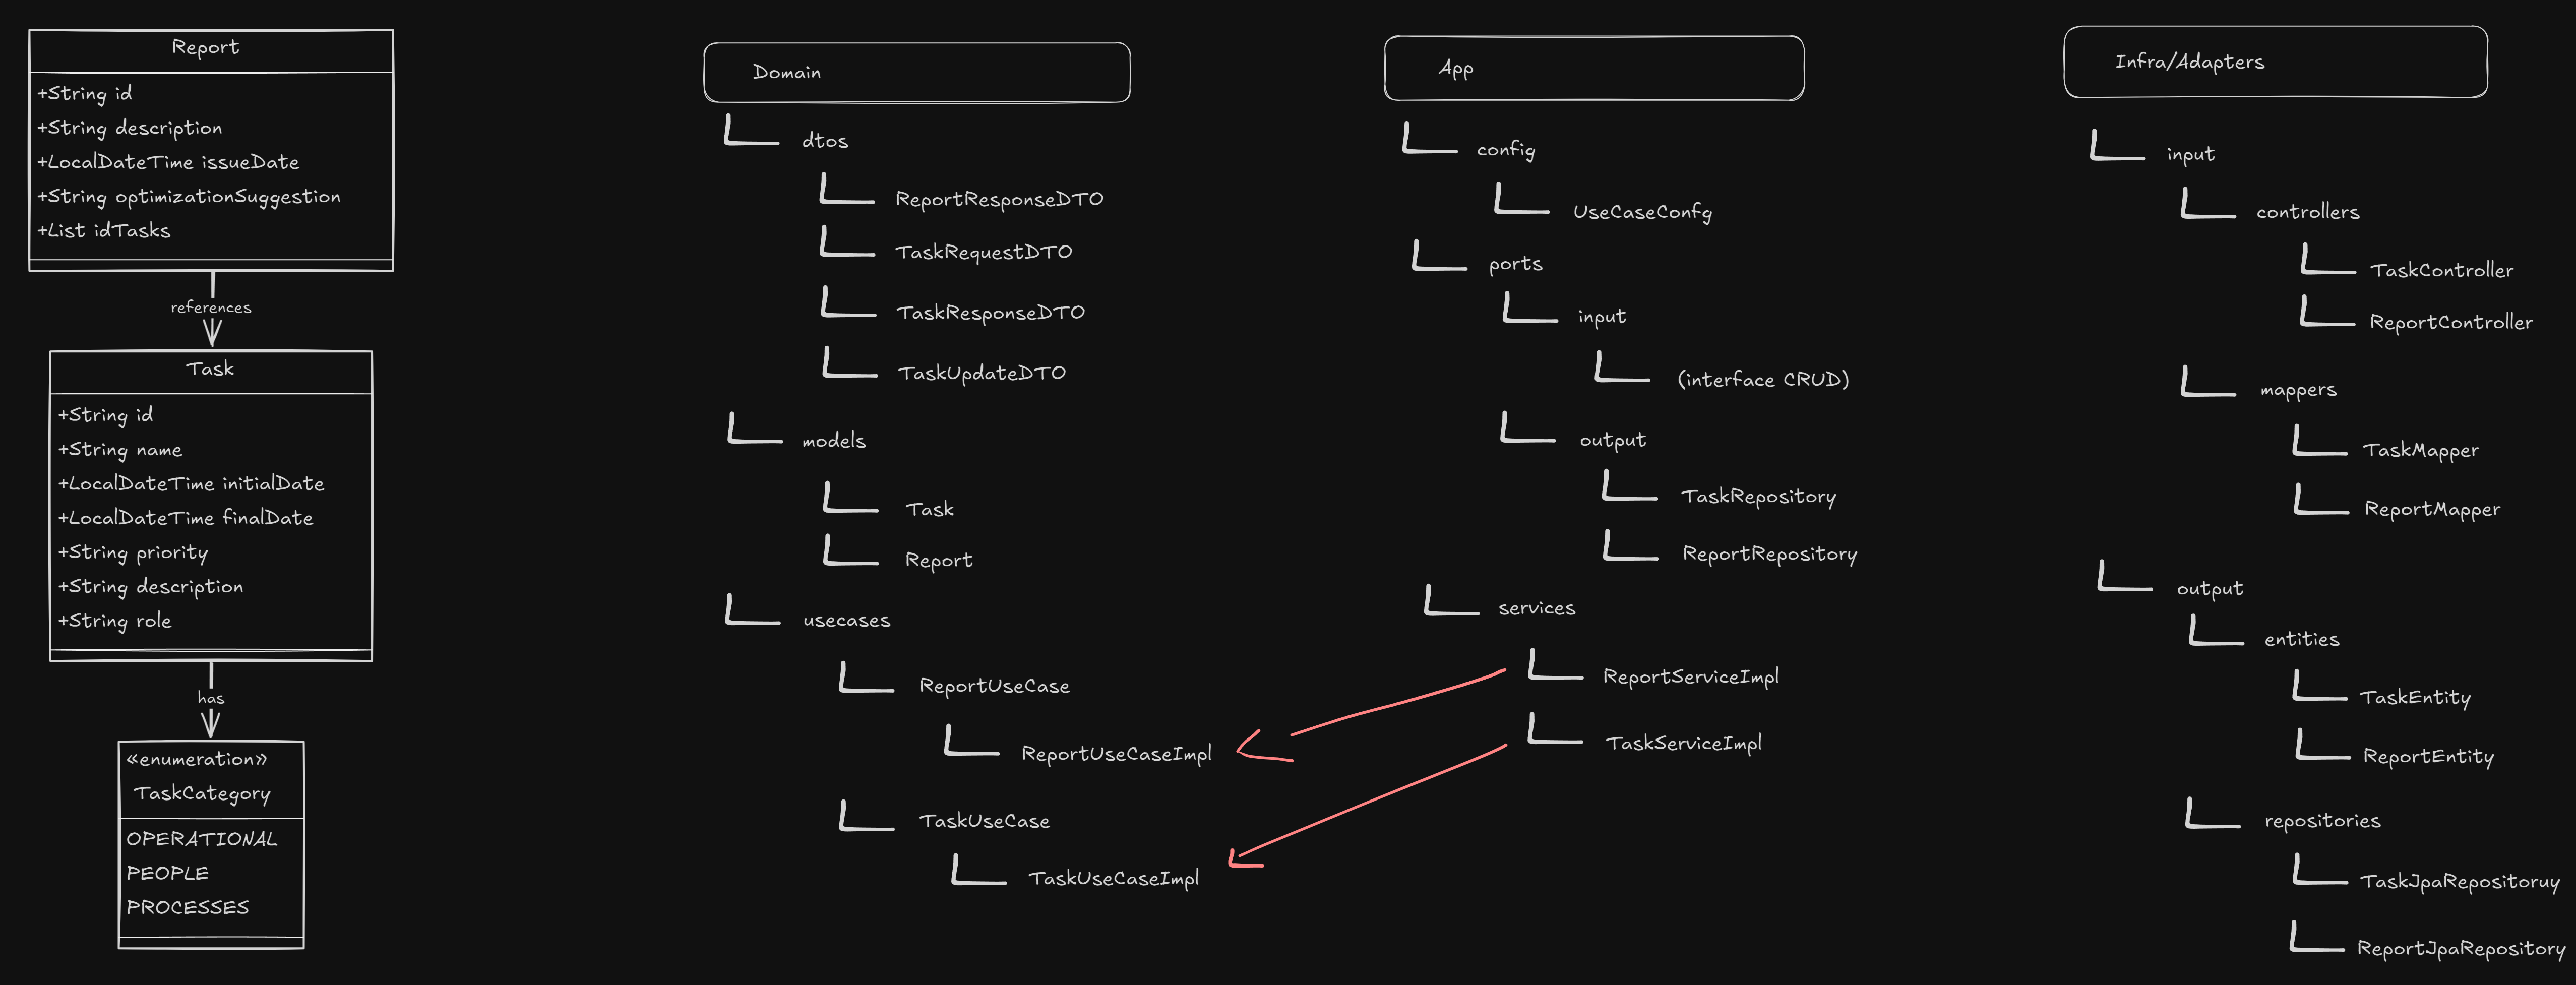 Report
+String id
+String description
+LocalDateTime issueDate
+String optimizationSuggestion
+List idTasks
references
Task
+String id
+String name
+LocalDateTime initialDate
+LocalDateTime finalDate
+String priority
+String description
+String role
has
«enumeration»
TaskCategory
OPERATIONAL
PEOPLE
PROCESSES
Domain
dtos
ReportResponseDTO
TaskRequestDTO
TaskResponseDTO
TaskUpdateDTO
models
Task
Report
usecases
ReportUseCase
ReportUseCaseImpl
TaskUseCase
TaskUseCaseImpl
App
config
UseCaseConfg
ports
input
(interface CRUD)
output
TaskRepository
ReportRepository
services
ReportServiceImpl
TaskServiceImpl
Infra/Adapters
input
controllers
TaskController
ReportController
mappers
TaskMapper
ReportMapper
output
entities
TaskEntity
ReportEntity
repositories
TaskJpaRepositoruy
ReportJpaRepository